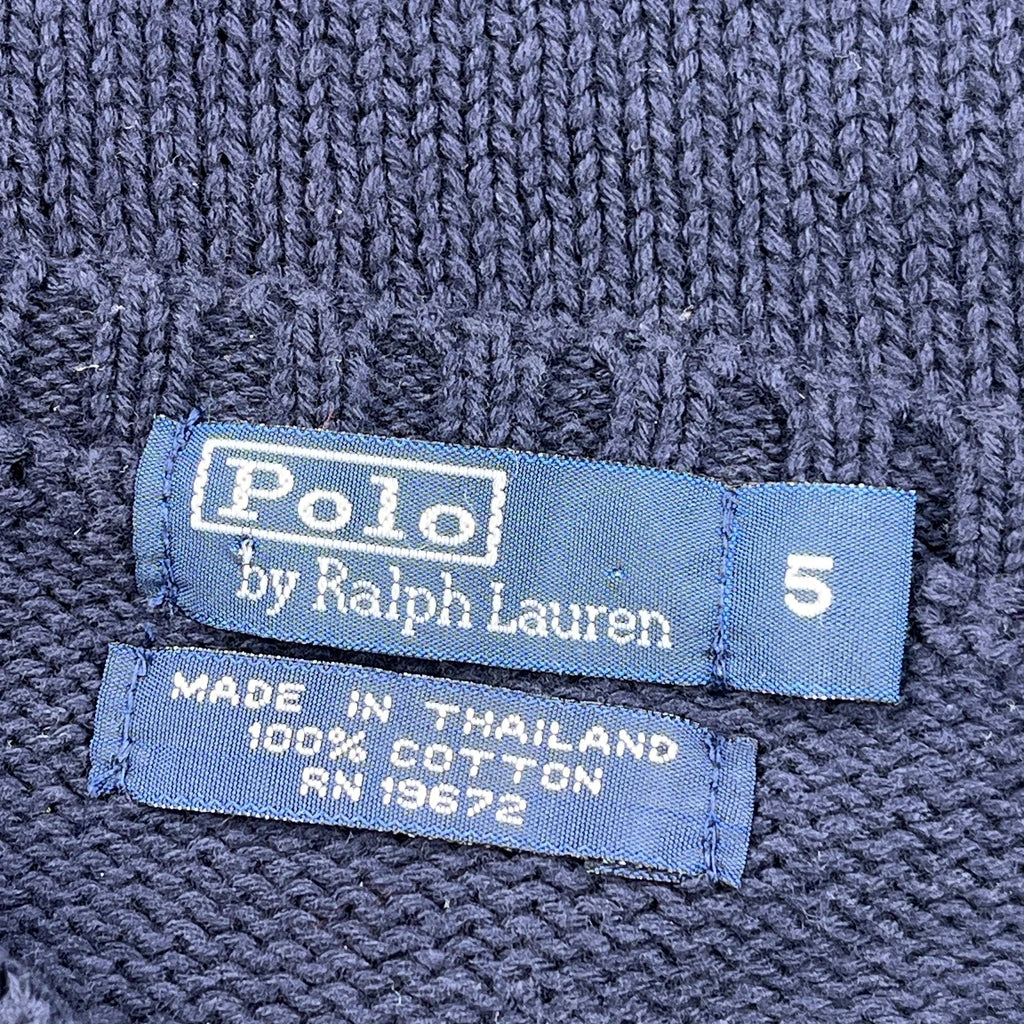 Polo
by Ralph Lauren
5
MADE IN THAILAND
100% COTTON
RN 19672